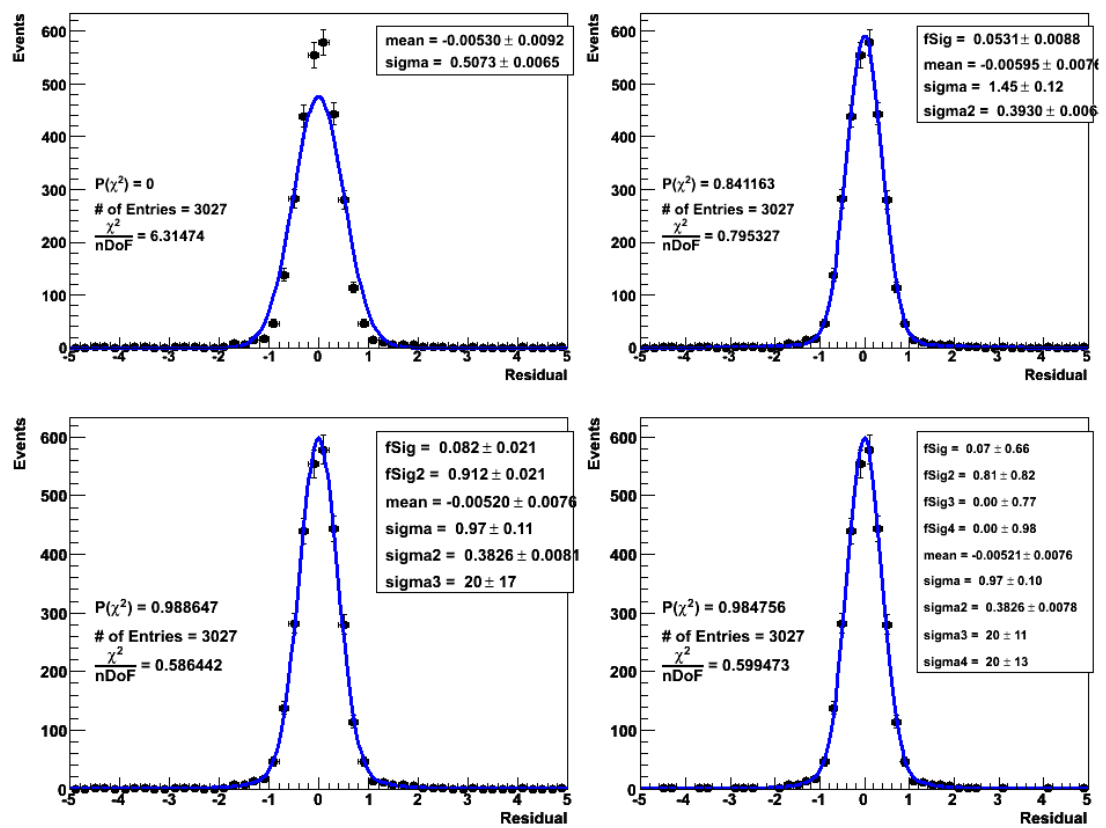 Events
600
500
400
300
200
100
0
mean = -0.00530 ± 0.0092
sigma = 0.5073 ± 0.0065
P(χ²) = 0
# of Entries = 3027
χ²
nDoF = 6.31474
-5 -4 -3 -2 -1 0 1 2 3 4 5
Residual
Events
600
500
400
300
200
100
0
fSig = 0.0531 ± 0.0088
mean = -0.00595 ± 0.0076
sigma = 1.45 ± 0.12
sigma2 = 0.3930 ± 0.006
P(χ²) = 0.841163
# of Entries = 3027
χ²
nDoF = 0.795327
-5 -4 -3 -2 -1 0 1 2 3 4 5
Residual
Events
600
500
400
300
200
100
0
fSig = 0.082 ± 0.021
fSig2 = 0.912 ± 0.021
mean = -0.00520 ± 0.0076
sigma = 0.97 ± 0.11
sigma2 = 0.3826 ± 0.0081
sigma3 = 20 ± 17
P(χ²) = 0.988647
# of Entries = 3027
χ²
nDoF = 0.586442
-5 -4 -3 -2 -1 0 1 2 3 4 5
Residual
Events
600
500
400
300
200
100
0
fSig = 0.07 ± 0.66
fSig2 = 0.81 ± 0.82
fSig3 = 0.00 ± 0.77
fSig4 = 0.00 ± 0.98
mean = -0.00521 ± 0.0076
sigma = 0.97 ± 0.10
sigma2 = 0.3826 ± 0.0078
sigma3 = 20 ± 11
sigma4 = 20 ± 13
P(χ²) = 0.984756
# of Entries = 3027
χ²
nDoF = 0.599473
-5 -4 -3 -2 -1 0 1 2 3 4 5
Residual